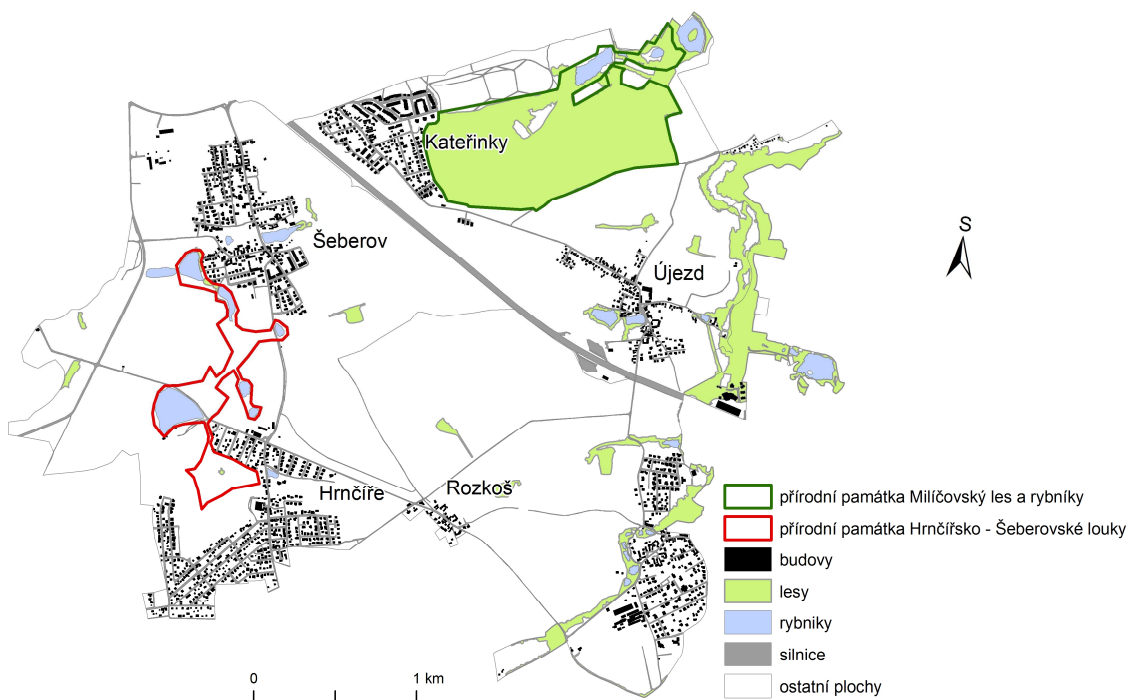 Kateřinky
Šeberov
S
Újezd
Rozkoš
Hrnčíře
přírodní památka Milíčovský les a rybníky
přírodní památka Hrnčířsko - Šeberovské louky
budovy
lesy
rybniky
silnice
ostatní plochy
0 1 km